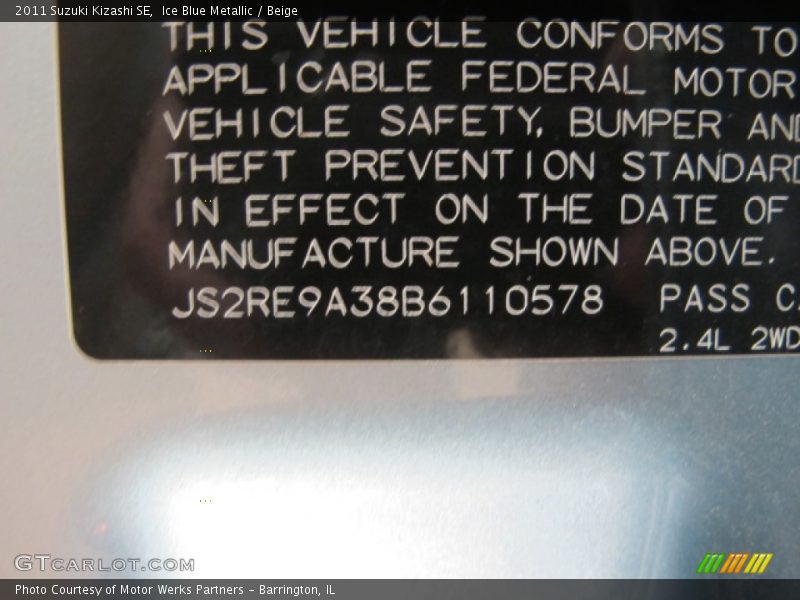 2011 Suzuki Kizashi SE, Ice Blue Metallic / Beige
THIS VEHICLE CONFORMS TO
APPLICABLE FEDERAL MOTOR
VEHICLE SAFETY, BUMPER AND
THEFT PREVENTION STANDARD
IN EFFECT ON THE DATE OF
MANUFACTURE SHOWN ABOVE.
JS2RE9A38B6110578 PASS CA
2.4L 2WD
GTCARLOT.COM
Photo Courtesy of Motor Werks Partners - Barrington, IL